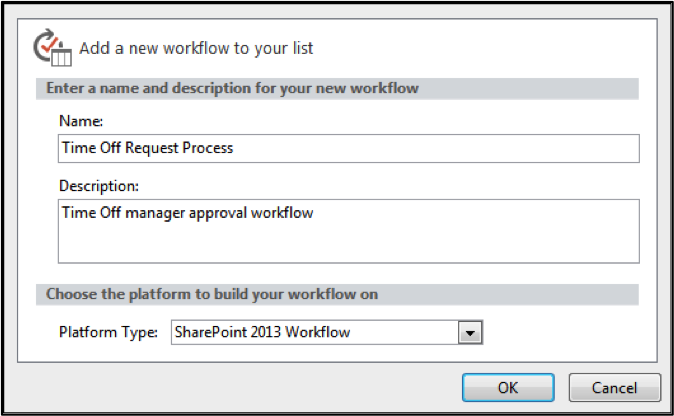 Add a new workflow to your list
Enter a name and description for your new workflow
Name:
Time Off Request Process
Description:
Time Off manager approval workflow
Choose the platform to build your workflow on
Platform Type: SharePoint 2013 Workflow
OK Cancel